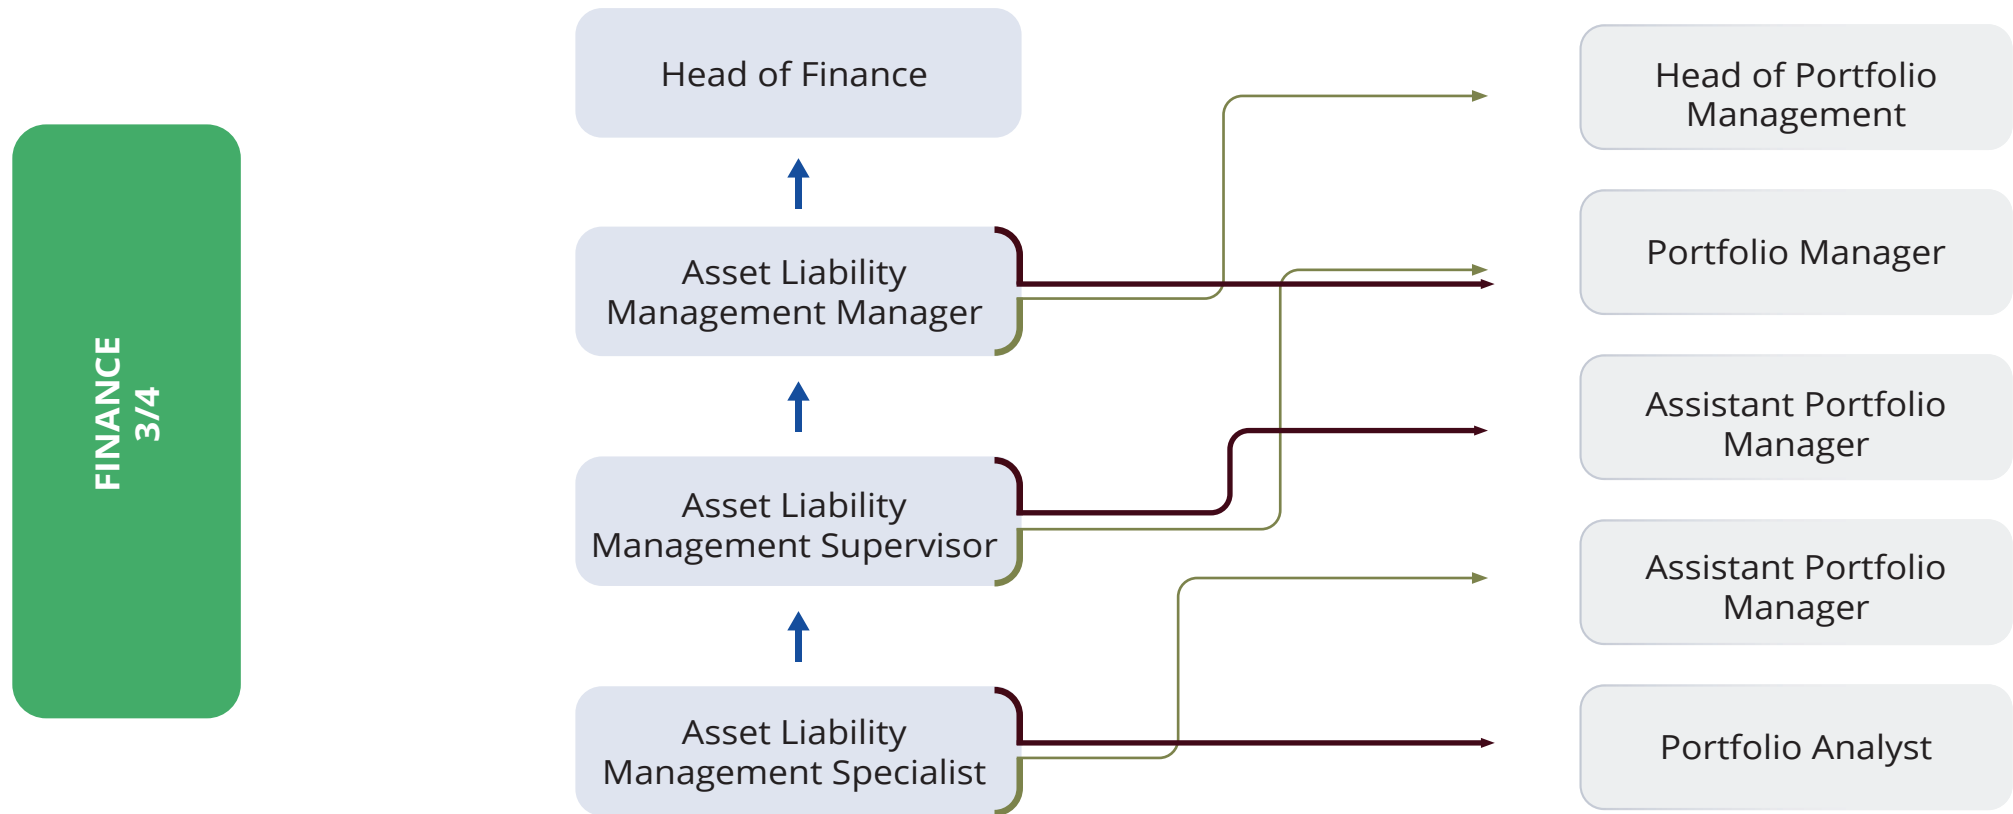 FINANCE
3/4
Head of Finance
Asset Liability
Management Manager
Asset Liability
Management Supervisor
Asset Liability
Management Specialist
Head of Portfolio
Management
Portfolio Manager
Assistant Portfolio
Manager
Assistant Portfolio
Manager
Portfolio Analyst